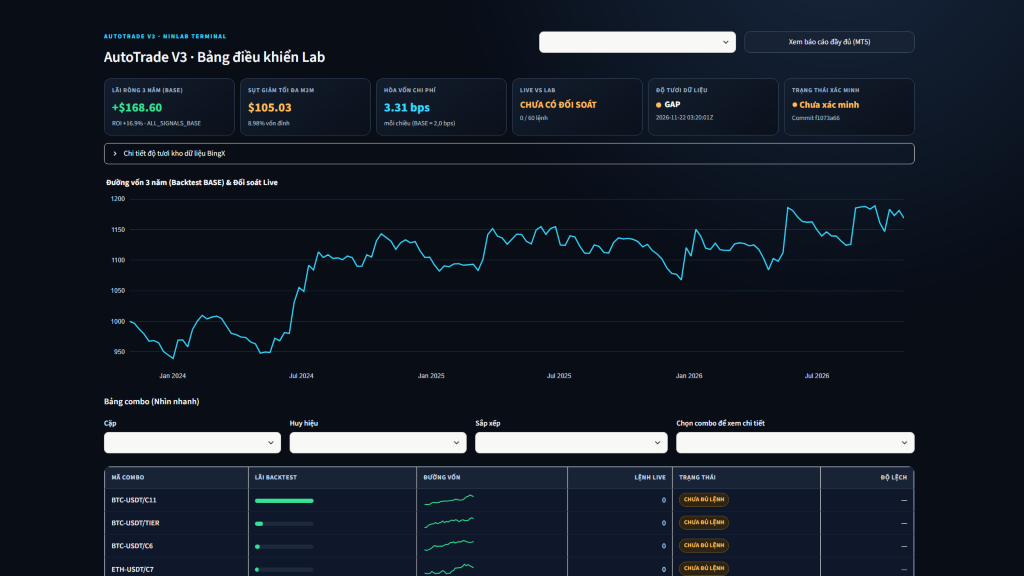 AUTOTRADE V3 · NINLAB TERMINAL
AutoTrade V3 · Bảng điều khiển Lab
Xem báo cáo đầy đủ (MT5)
LÃI RÒNG 3 NĂM (BASE)
+$168.60
ROI +16.9% · ALL_SIGNALS_BASE
SỤT GIẢM TỐI ĐA M2M
$105.03
8.98% vốn đỉnh
HÒA VỐN CHI PHÍ
3.31 bps
mỗi chiều (BASE = 2,0 bps)
LIVE VS LAB
CHƯA CÓ ĐỐI SOÁT
0 / 60 lệnh
ĐỘ TƯƠI DỮ LIỆU
GAP
2026-11-22 03:20:01Z
TRẠNG THÁI XÁC MINH
Chưa xác minh
Commit f1073a66
Chi tiết độ tươi kho dữ liệu BingX
Đường vốn 3 năm (Backtest BASE) & Đối soát Live
1200
1150
1100
1050
1000
950
Jan 2024
Jul 2024
Jan 2025
Jul 2025
Jan 2026
Jul 2026
Bảng combo (Nhìn nhanh)
Cặp
Huy hiệu
Sắp xếp
Chọn combo để xem chi tiết
MÃ COMBO
LÃI BACKTEST
ĐƯỜNG VỐN
LỆNH LIVE
TRẠNG THÁI
ĐỘ LỆCH
BTC-USDT/C11
0
CHƯA ĐỦ LỆNH
—
BTC-USDT/TIER
0
CHƯA ĐỦ LỆNH
—
BTC-USDT/C6
0
CHƯA ĐỦ LỆNH
—
ETH-USDT/C7
0
CHƯA ĐỦ LỆNH
—